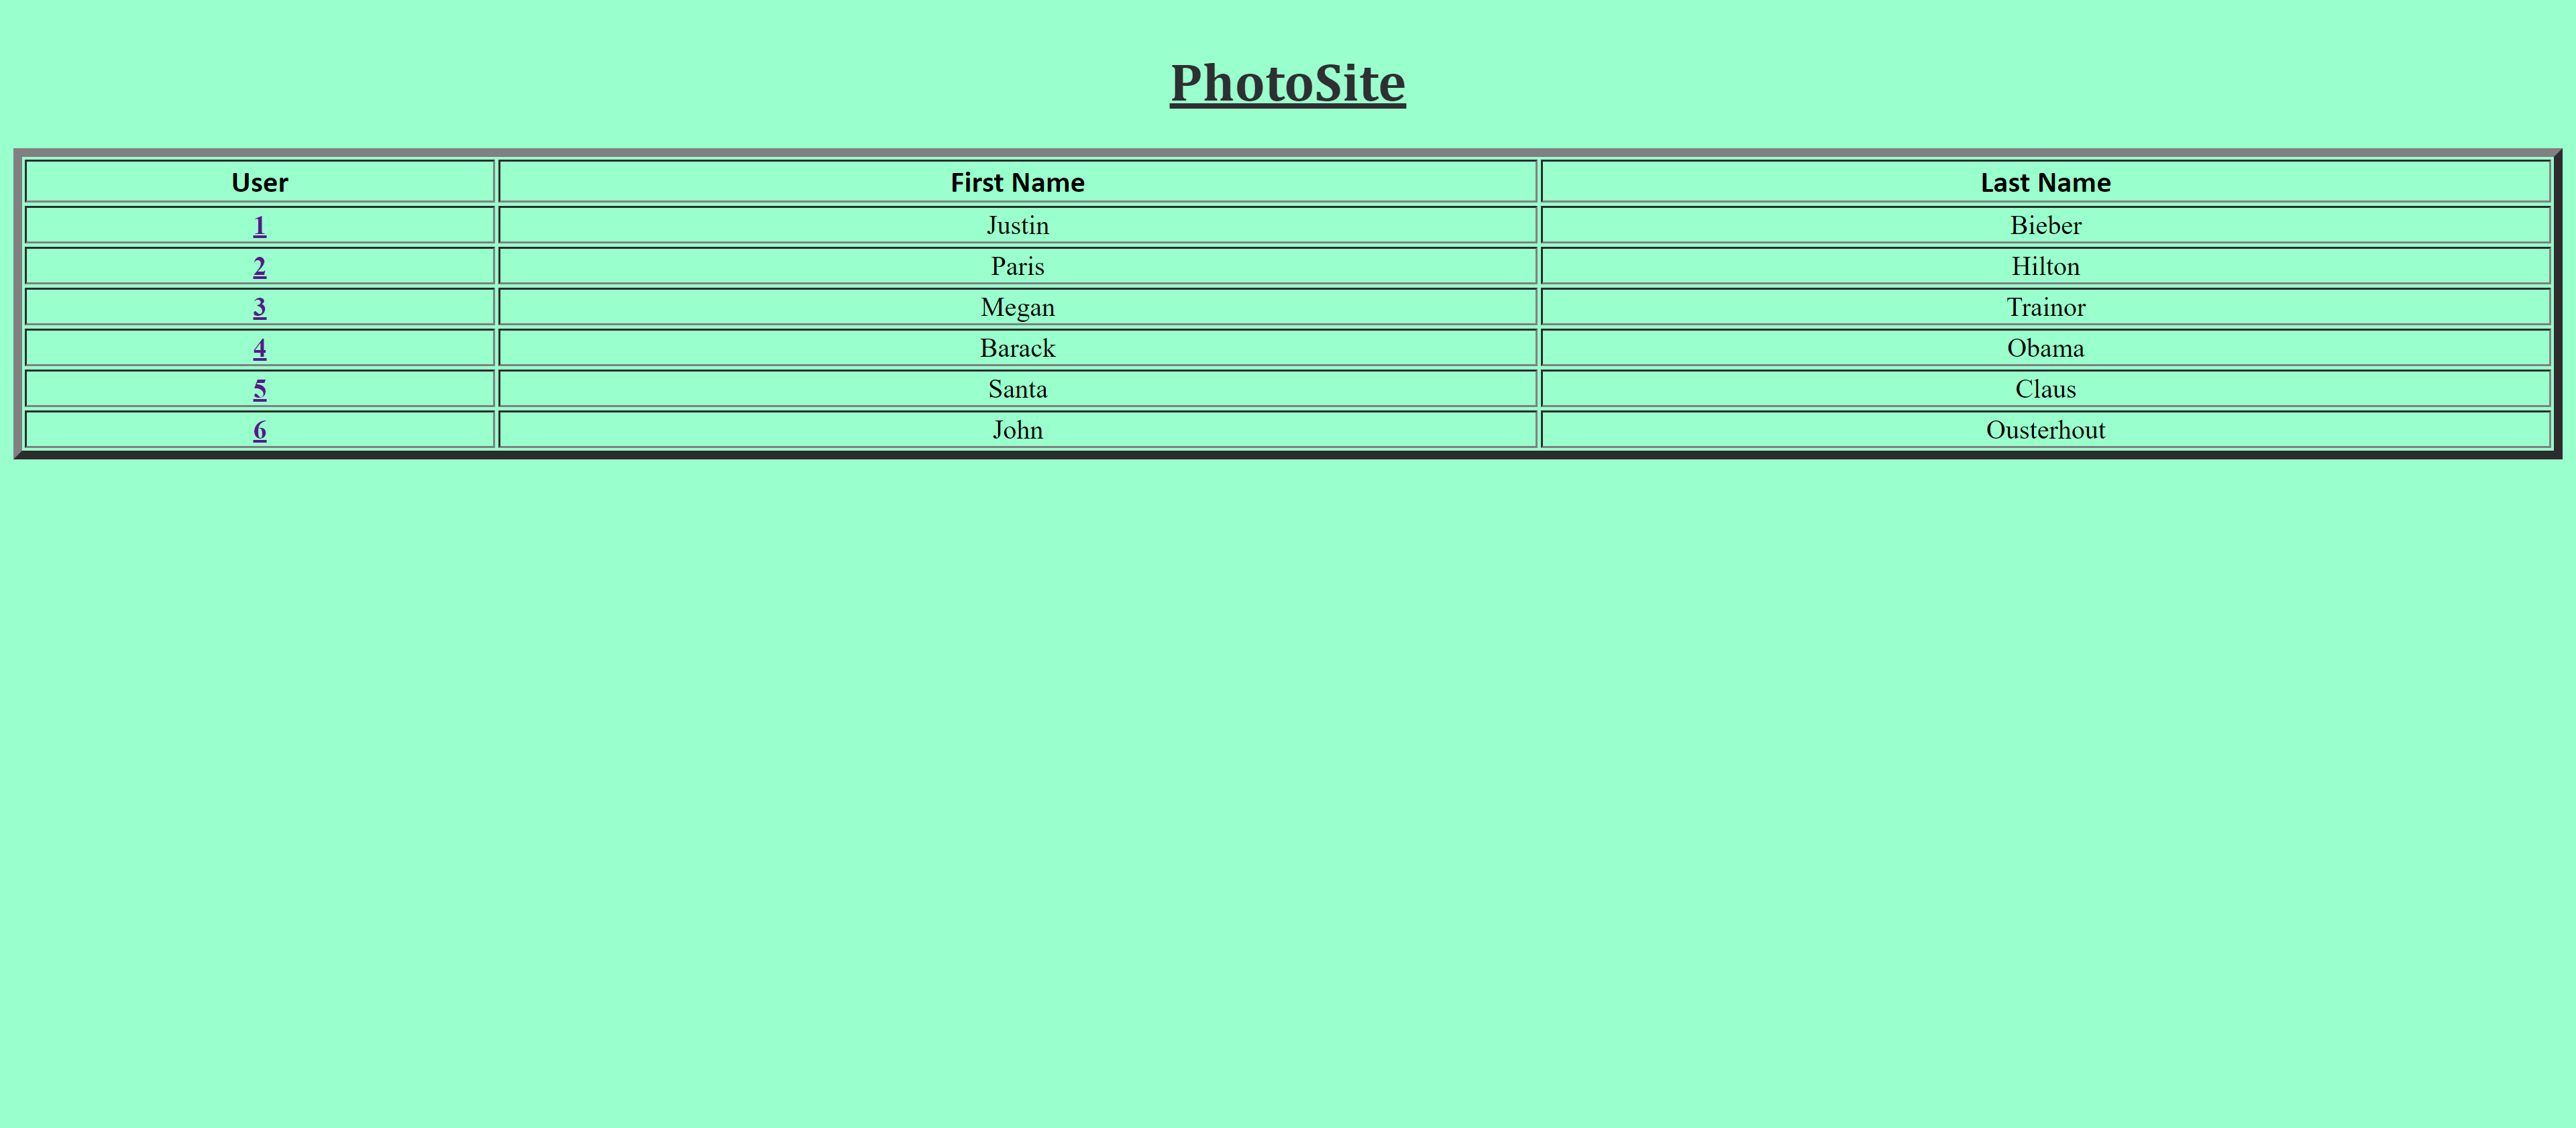 PhotoSite
User First Name Last Name
1 Justin Bieber
2 Paris Hilton
3 Megan Trainor
4 Barack Obama
5 Santa Claus
6 John Ousterhout